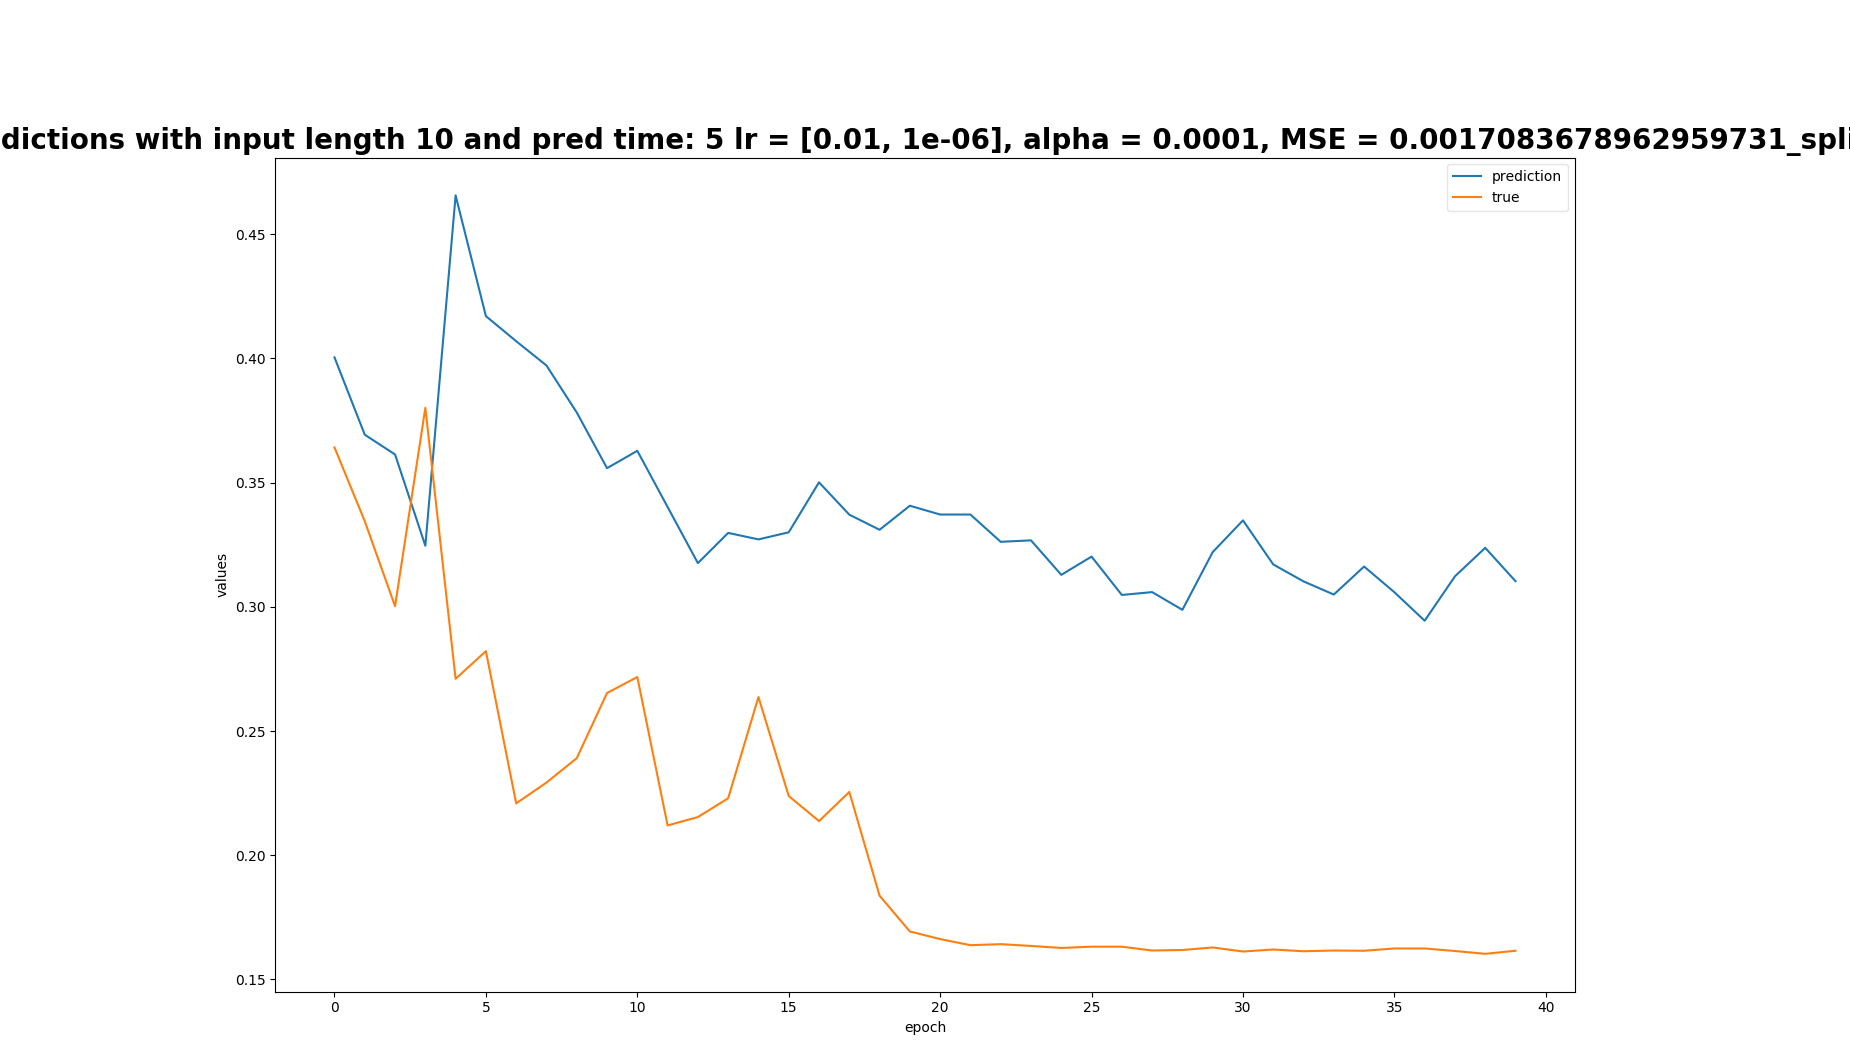 dictions with input length 10 and pred time: 5 lr = [0.01, 1e-06], alpha = 0.0001, MSE = 0.0017083678962959731_spli
prediction
true
0.45
0.40
0.35
0.30
0.25
0.20
0.15
values
0 5 10 15 20 25 30 35 40
epoch